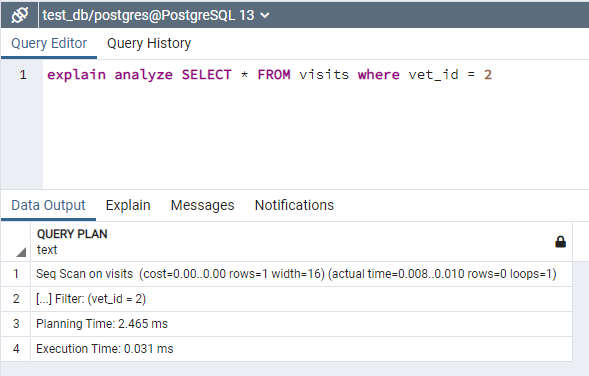 test_db/postgres@PostgreSQL 13
Query Editor Query History
1 explain analyze SELECT * FROM visits where vet_id = 2
Data Output Explain Messages Notifications
QUERY PLAN
text
1 Seq Scan on visits (cost=0.00..0.00 rows=1 width=16) (actual time=0.008..0.010 rows=0 loops=1)
2 [...] Filter: (vet_id = 2)
3 Planning Time: 2.465 ms
4 Execution Time: 0.031 ms